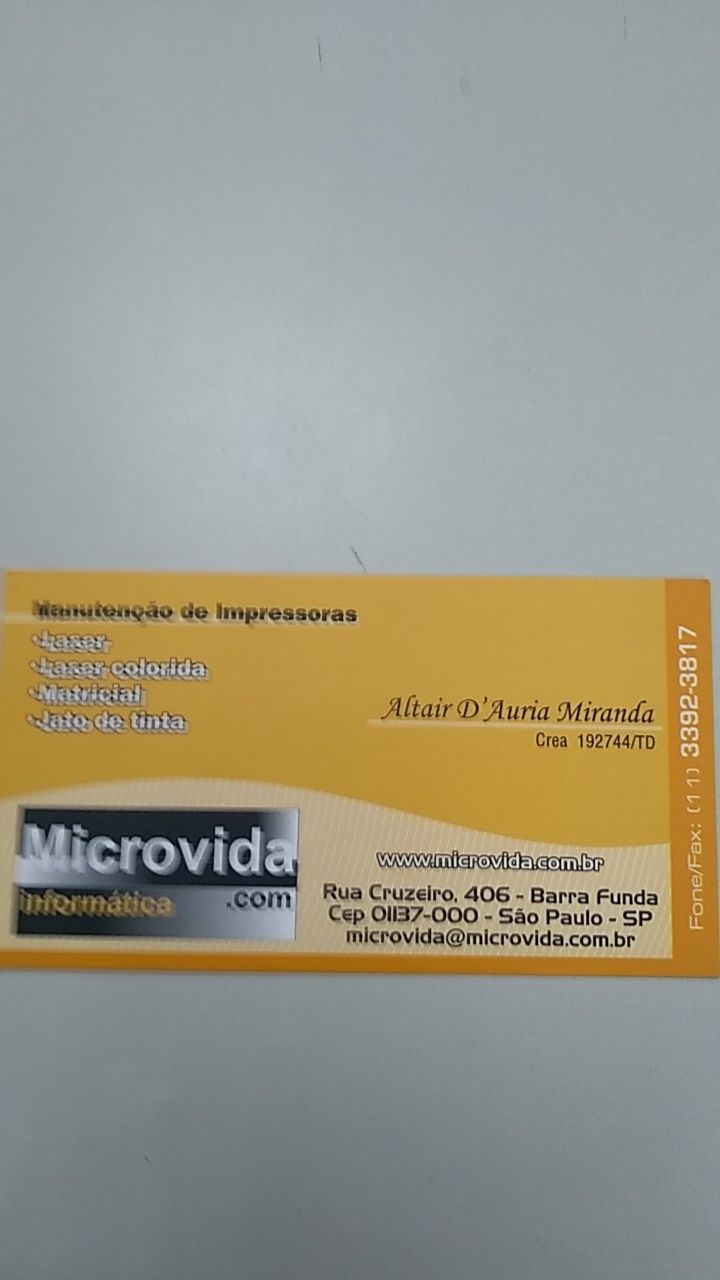 Manutenção de Impressoras
•Laser
•Laser colorida
•Matricial
•Jato de tinta
Altair D'Auria Miranda
Crea 192744/TD
Microvida
informática .com
www.microvida.com.br
Rua Cruzeiro, 406 - Barra Funda
Cep 01137-000 - São Paulo - SP
microvida@microvida.com.br
Fone/Fax: (11) 3392-3817